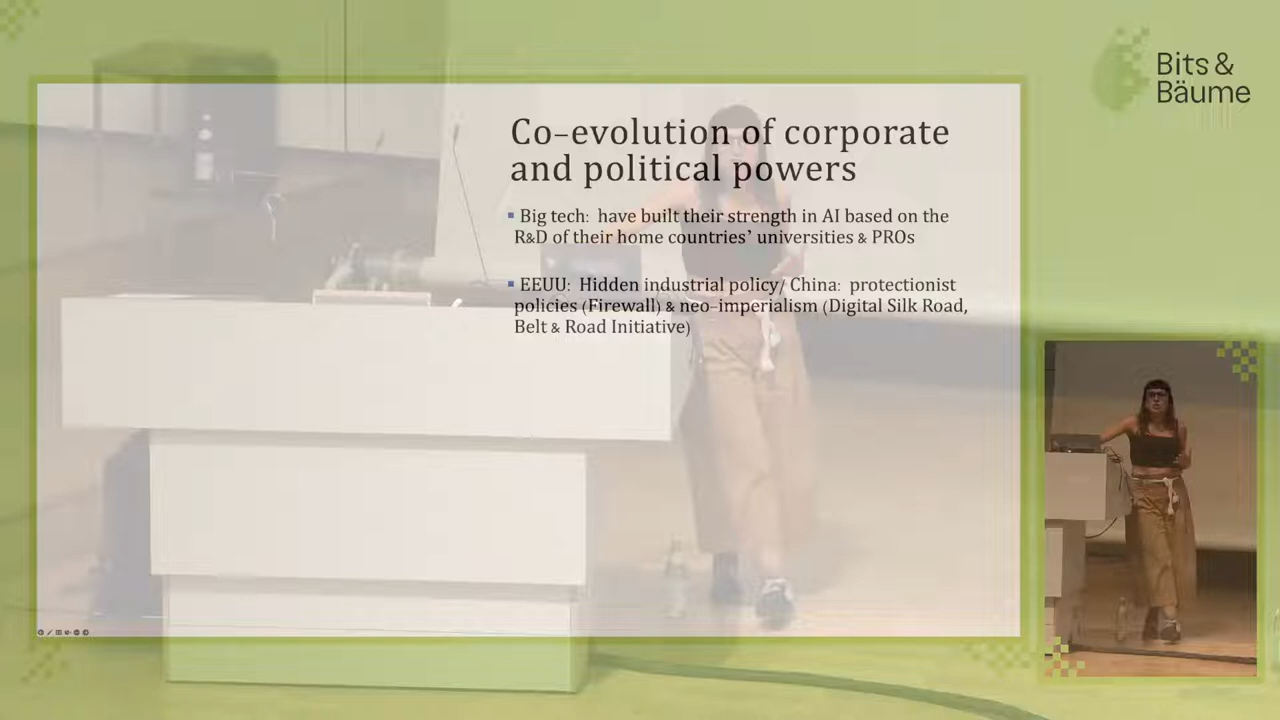 Bits &
Bäume
Co-evolution of corporate
and political powers
▪ Big tech: have built their strength in AI based on the
R&D of their home countries’ universities & PROs
▪ EEUU: Hidden industrial policy/ China: protectionist
policies (Firewall) & neo-imperialism (Digital Silk Road,
Belt & Road Initiative)